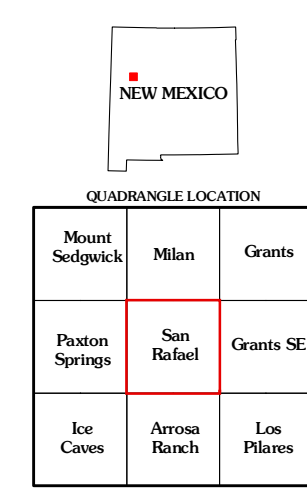 NEW MEXICO
QUADRANGLE LOCATION
Mount
Sedgwick
Milan
Grants
Paxton
Springs
San
Rafael
Grants SE
Ice
Caves
Arrosa
Ranch
Los
Pilares